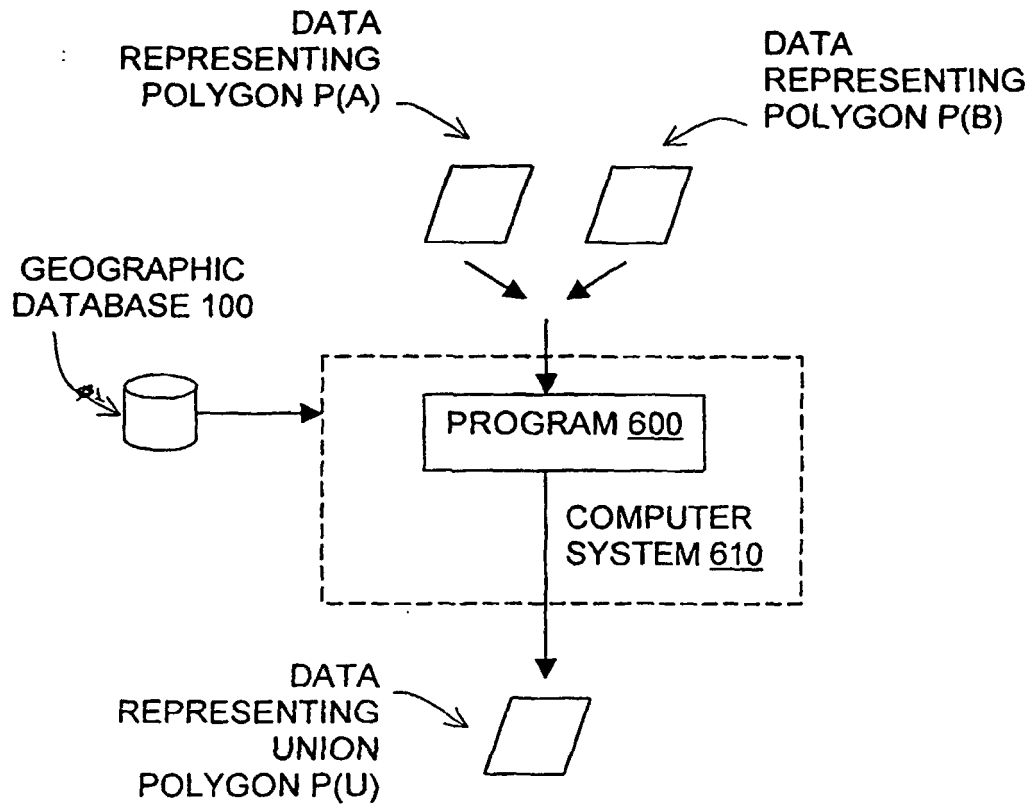 DATA
REPRESENTING
POLYGON P(A)
DATA
REPRESENTING
POLYGON P(B)
GEOGRAPHIC
DATABASE 100
PROGRAM 600
COMPUTER
SYSTEM 610
DATA
REPRESENTING
UNION
POLYGON P(U)